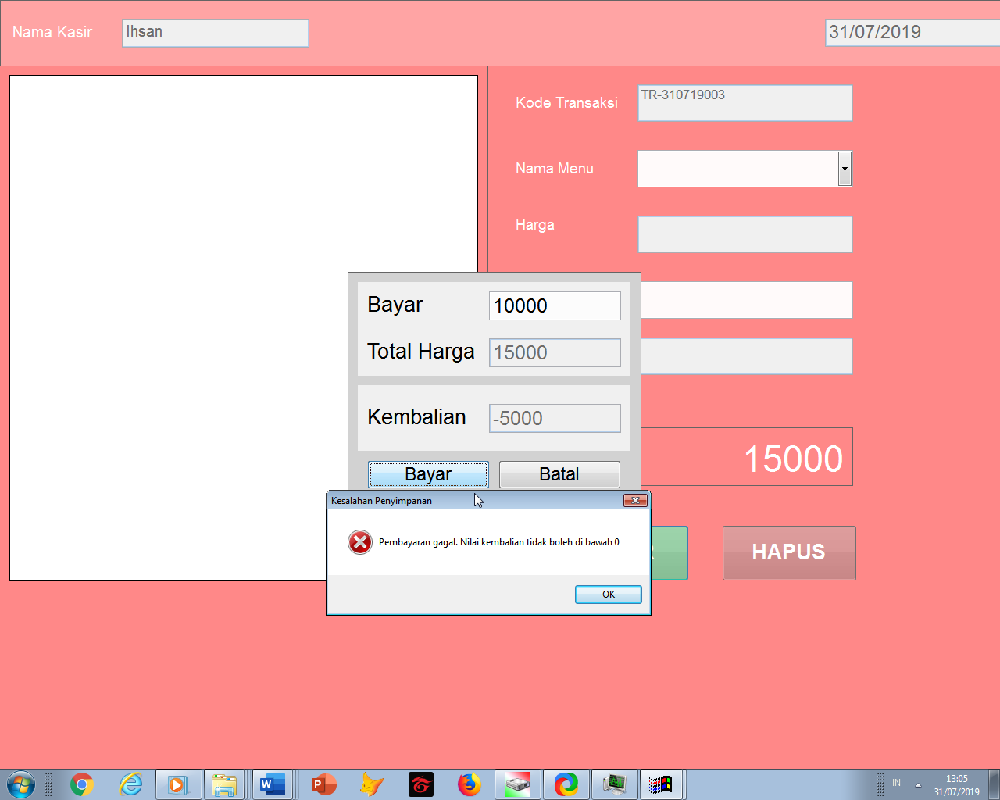 Nama Kasir
Ihsan
31/07/2019
Kode Transaksi
TR-310719003
Nama Menu
Harga
Bayar
10000
Total Harga
15000
Kembalian
-5000
Bayar
Batal
15000
Kesalahan Penyimpanan
Pembayaran gagal. Nilai kembalian tidak boleh di bawah 0
OK
HAPUS
IN
13:05
31/07/2019